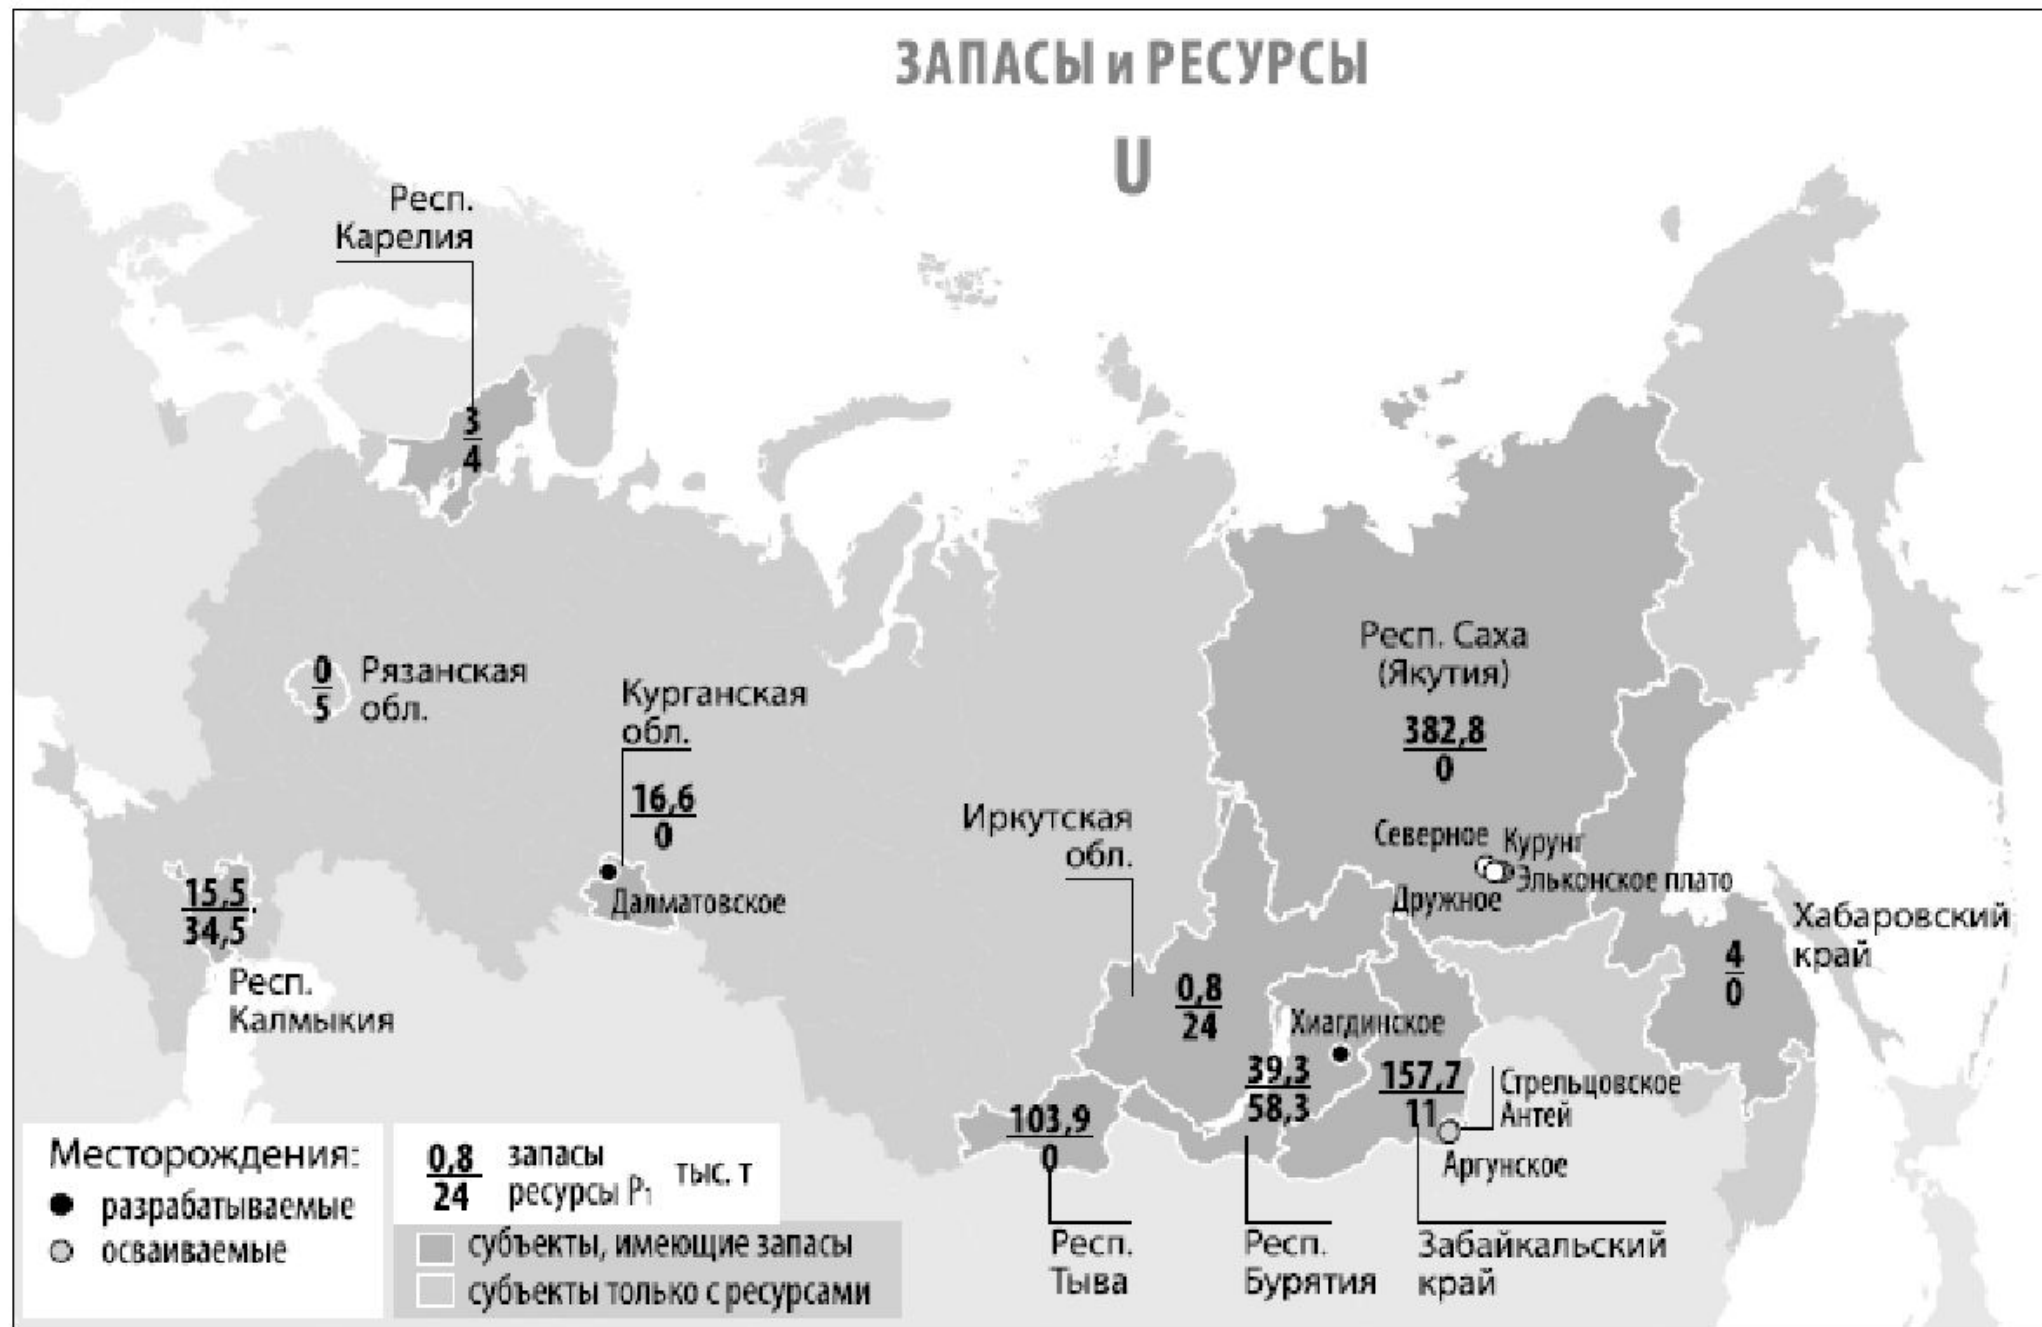 ЗАПАСЫ и РЕСУРСЫ
U
Респ.
Карелия
3
4
0
5
Рязанская
обл.
Курганская
обл.
16,6
0
Далматовское
15,5
34,5
Респ.
Калмыкия
Респ. Саха
(Якутия)
382,8
0
Северное
Курунг
Эльконское плато
Дружное
Иркутская
обл.
0,8
24
Хабаровский
край
4
0
Хиагдинское
39,3
58,3
157,7
11
Стрельцовское
Антей
Аргунское
103,9
0
Респ.
Тыва
Респ.
Бурятия
Забайкальский
край
Месторождения:
разрабатываемые
осваиваемые
0,8
24
запасы
ресурсы P₁
тыс. т
субъекты, имеющие запасы
субъекты только с ресурсами